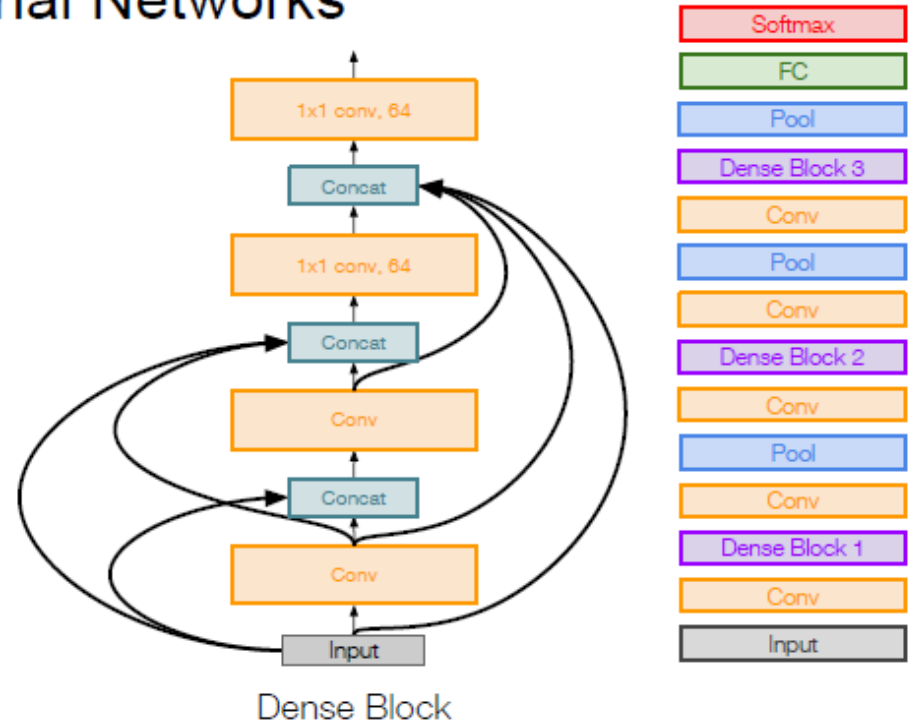 nal Networks
1x1 conv, 64
Concat
1x1 conv, 64
Concat
Conv
Concat
Conv
Input
Dense Block
Softmax
FC
Pool
Dense Block 3
Conv
Pool
Conv
Dense Block 2
Conv
Pool
Conv
Dense Block 1
Conv
Input